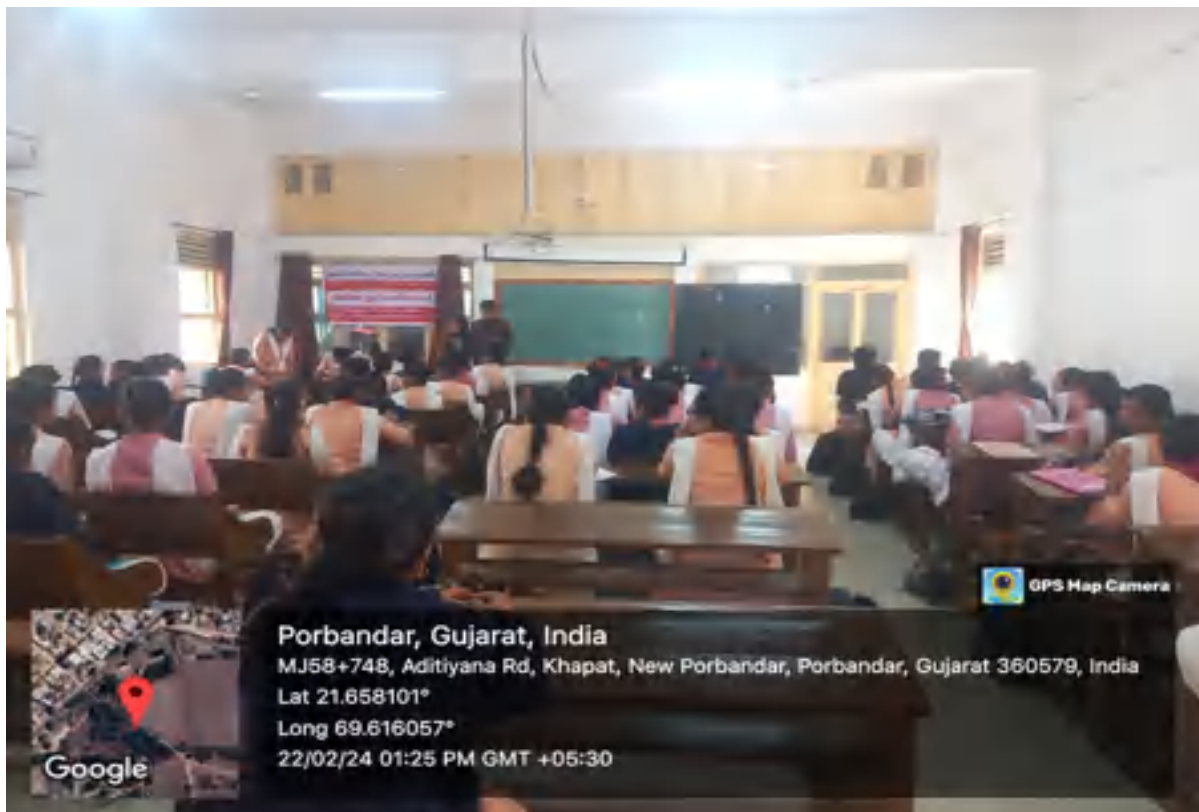 GPS Map Camera
Porbandar, Gujarat, India
MJ58+748, Aditiyana Rd, Khapat, New Porbandar, Porbandar, Gujarat 360579, India
Lat 21.658101°
Long 69.616057°
22/02/24 01:25 PM GMT +05:30
Google